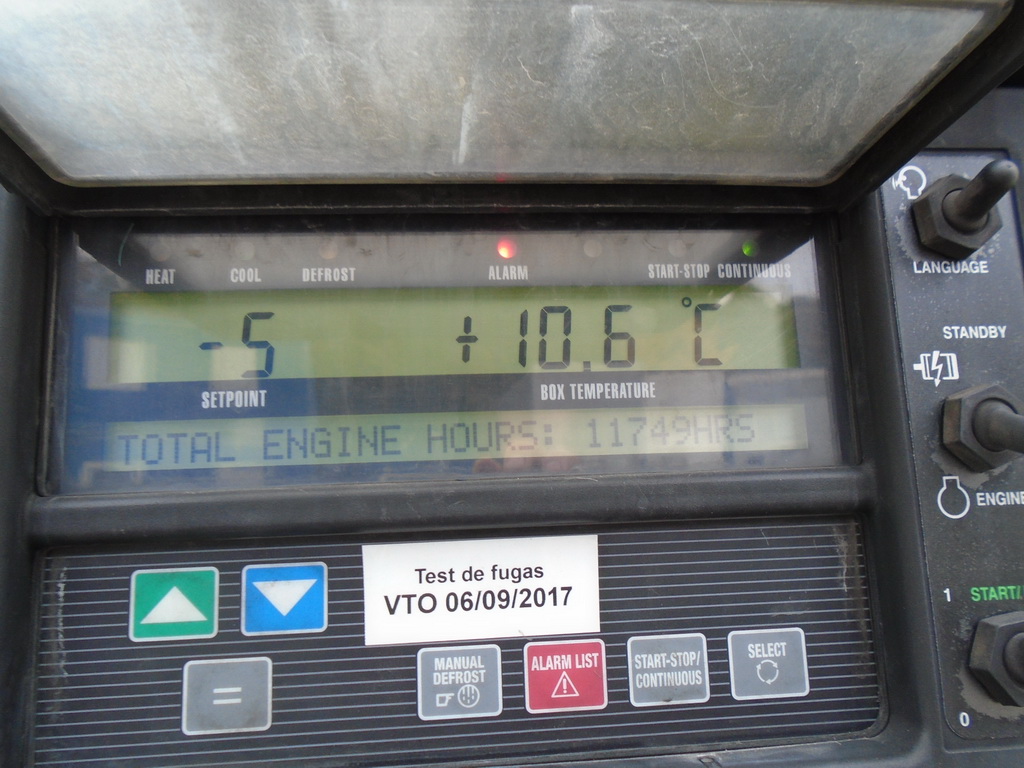 HEAT COOL DEFROST ALARM START-STOP CONTINUOUS
-5 +10.6 °C
SETPOINT BOX TEMPERATURE
TOTAL ENGINE HOURS: 11749HRS
LANGUAGE
STANDBY
ENGINE
1 START/
0
Test de fugas
VTO 06/09/2017
=
MANUAL
DEFROST
ALARM LIST
START-STOP/
CONTINUOUS
SELECT